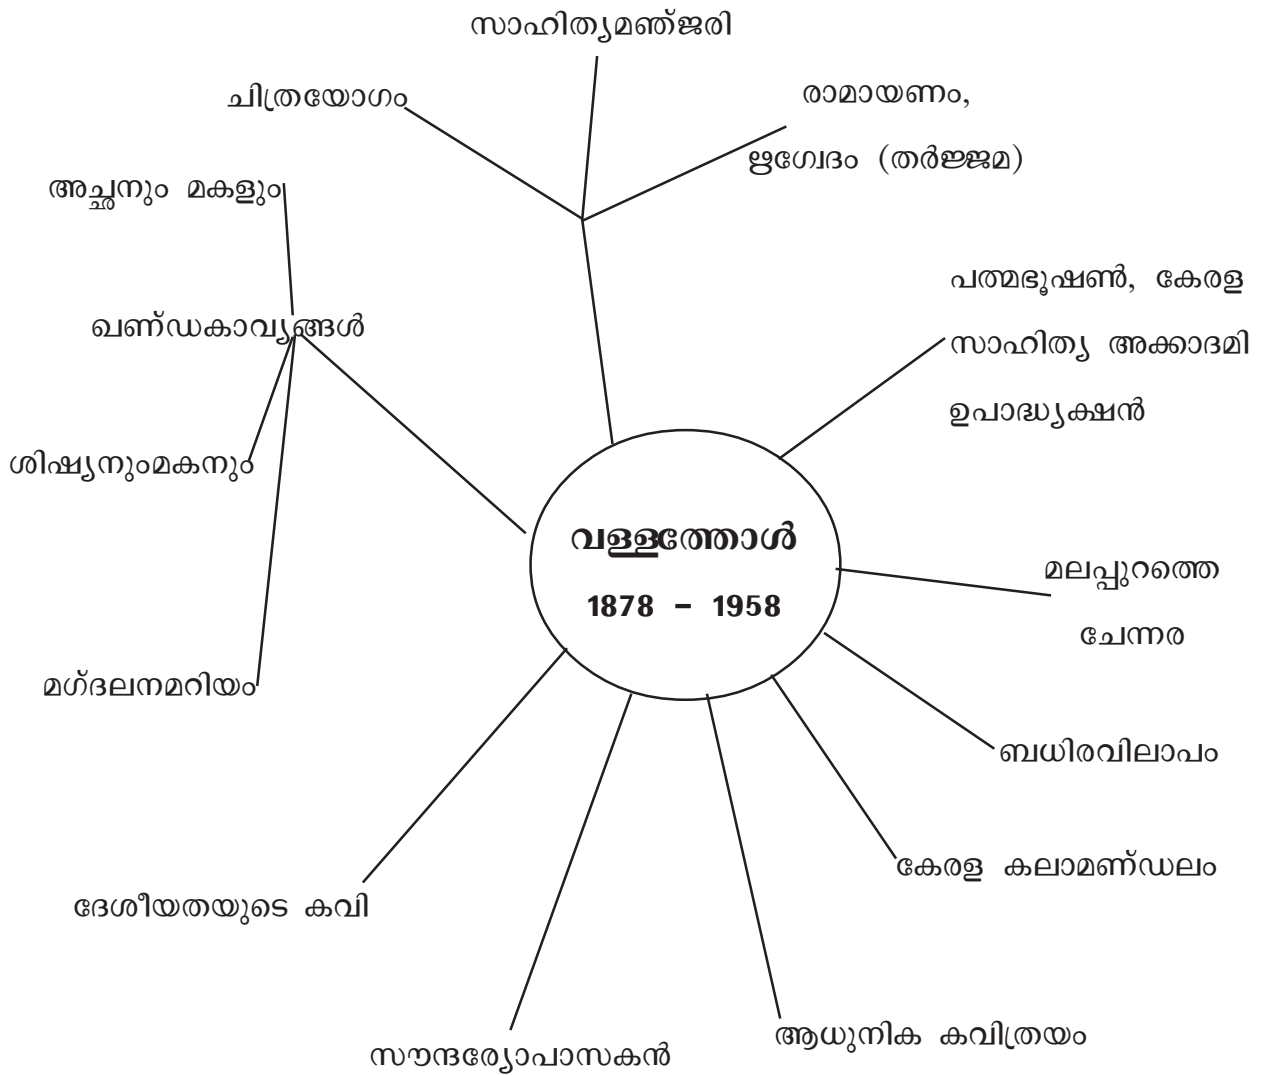 സാഹിത്യമഞ്ജരി
ചിത്രയോഗം
രാമായണം,
ഋഗ്വേദം (തർജ്ജമ)
അച്ഛനും മകളും
ഖണ്ഡകാവ്യങ്ങൾ
ശിഷ്യനുംമകനും
മഗ്ദലനമറിയം
പത്മഭൂഷൺ, കേരള
സാഹിത്യ അക്കാദമി
ഉപാദ്ധ്യക്ഷൻ
വള്ളത്തോൾ
1878 – 1958
മലപ്പുറത്തെ
ചേന്നര
ബധിരവിലാപം
കേരള കലാമണ്ഡലം
ദേശീയതയുടെ കവി
ആധുനിക കവിത്രയം
സൗന്ദര്യോപാസകൻ